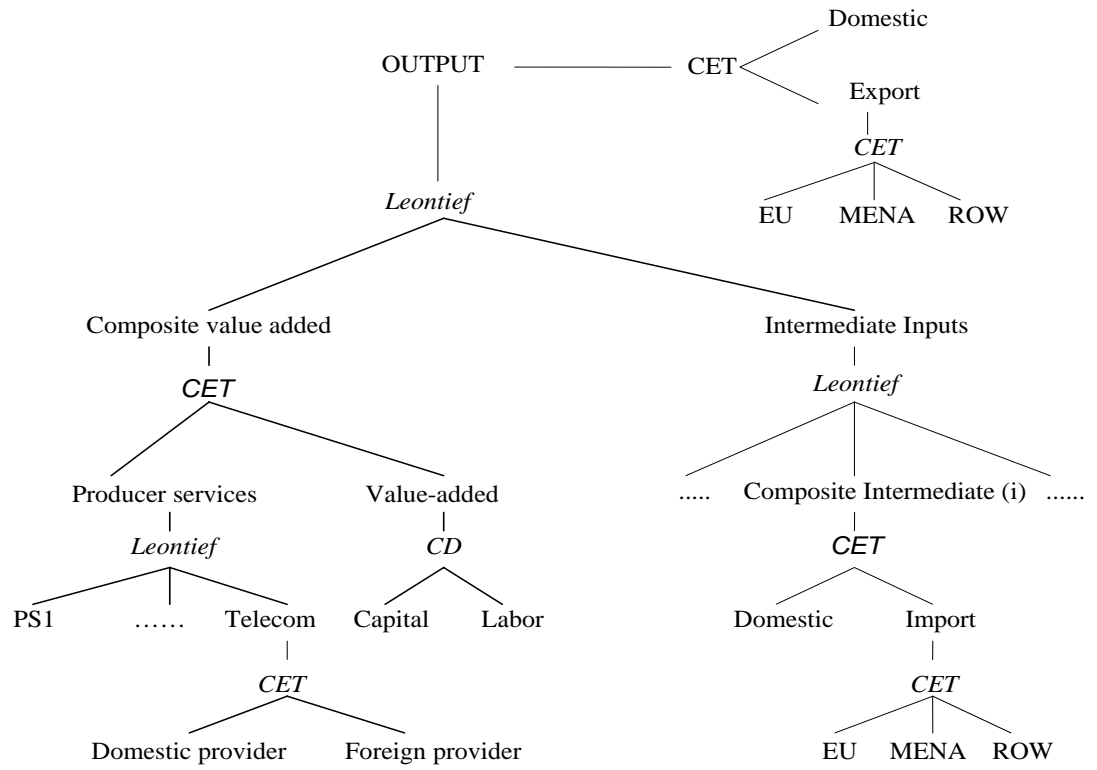 Domestic
OUTPUT CET
Export
CET
EU MENA ROW
Leontief
Composite value added Intermediate Inputs
CET Leontief
Producer services Value-added ..... Composite Intermediate (i) ......
Leontief CD CET
PS1 …… Telecom Capital Labor Domestic Import
CET CET
Domestic provider Foreign provider EU MENA ROW